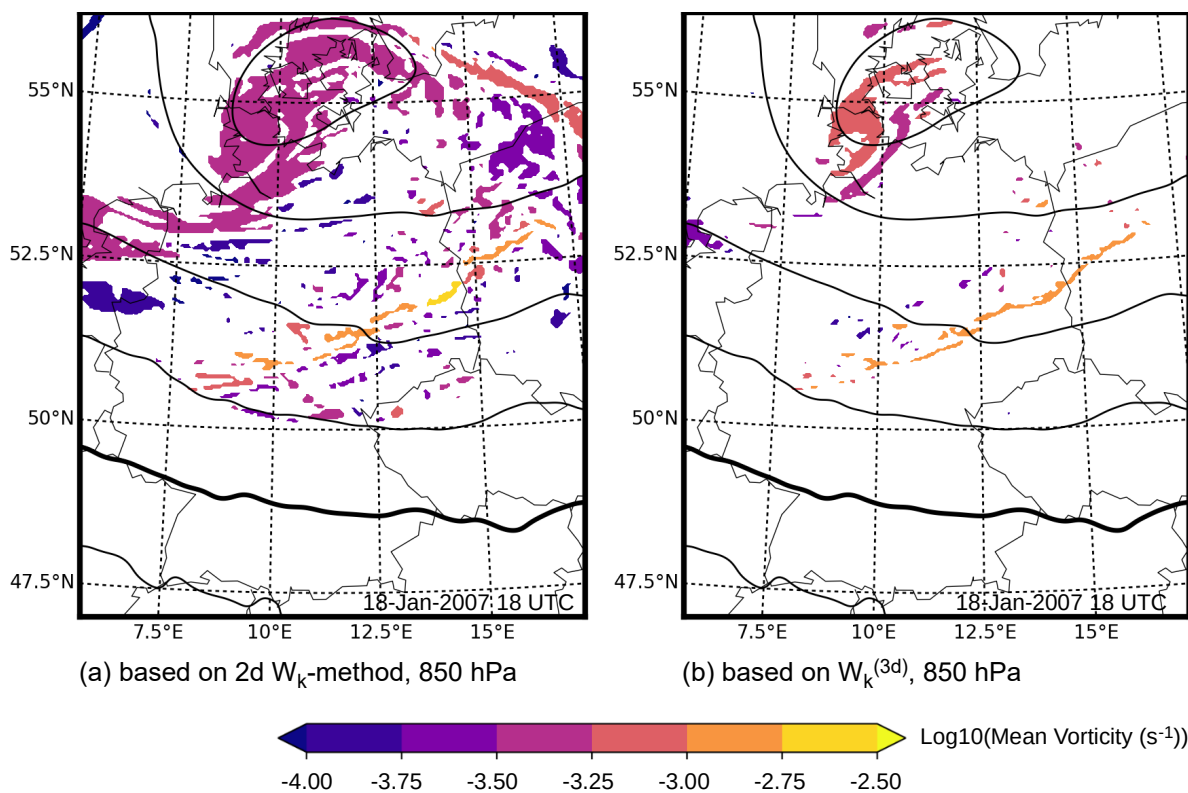 55°N
52.5°N
50°N
47.5°N
18-Jan-2007 18 UTC
7.5°E 10°E 12.5°E 15°E
(a) based on 2d Wk-method, 850 hPa
55°N
52.5°N
50°N
47.5°N
18-Jan-2007 18 UTC
7.5°E 10°E 12.5°E 15°E
(b) based on Wk(3d), 850 hPa
Log10(Mean Vorticity (s-1))
-4.00 -3.75 -3.50 -3.25 -3.00 -2.75 -2.50